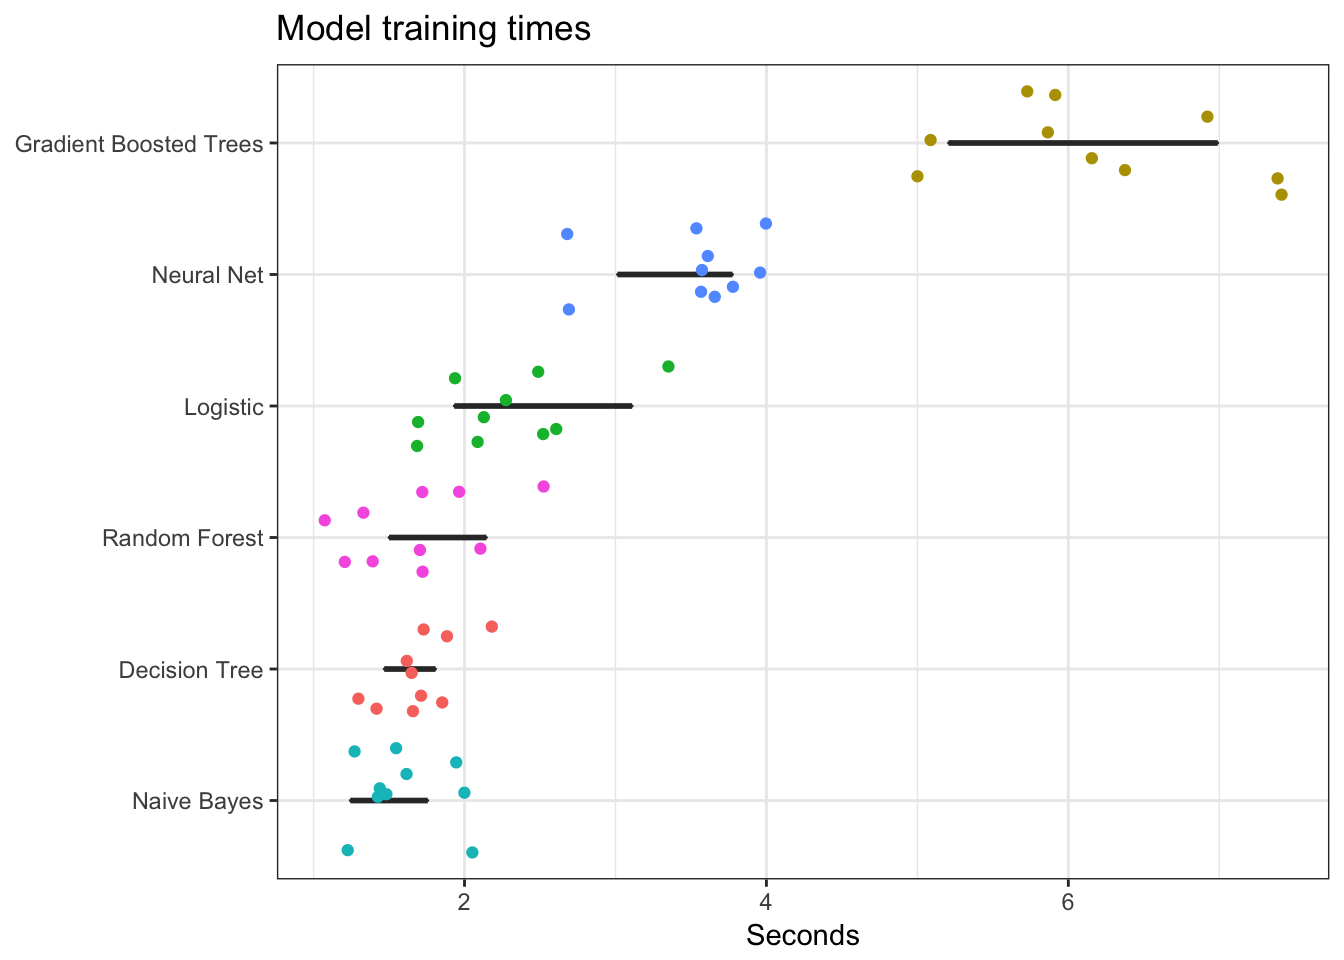 Model training times
Gradient Boosted Trees
Neural Net
Logistic
Random Forest
Decision Tree
Naive Bayes
2 4 6
Seconds